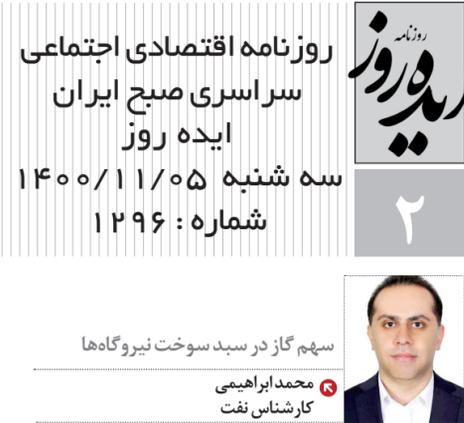 روزنامه
ایده روز
روزنامه اقتصادی اجتماعی
سراسری صبح ایران
ایده روز
سه شنبه ۱۴۰۰/۱۱/۰۵
شماره : ۱۲۹۶
۲
سهم گاز در سبد سوخت نیروگاه‌ها
محمد ابراهیمی
کارشناس نفت